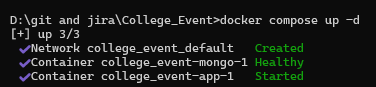 D:\git and jira\College_Event>docker compose up -d
[+] up 3/3
✔Network college_event_default Created
✔Container college_event-mongo-1 Healthy
✔Container college_event-app-1 Started